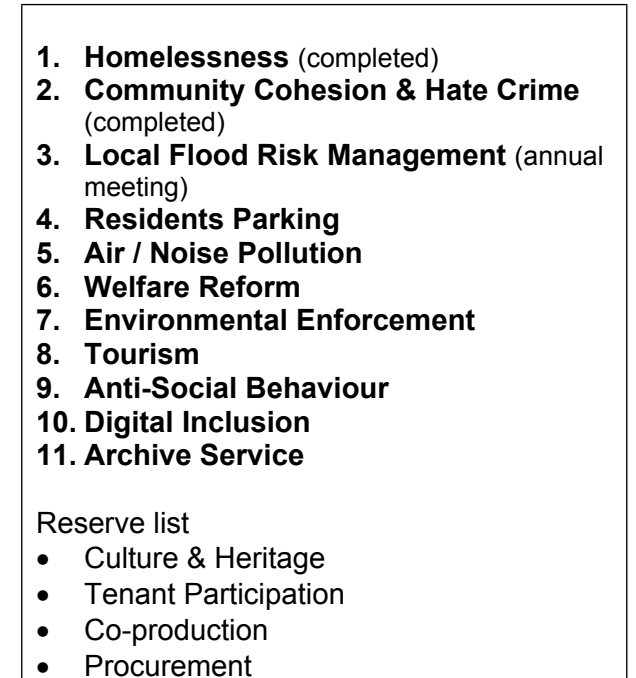 1. Homelessness (completed)
2. Community Cohesion & Hate Crime
(completed)
3. Local Flood Risk Management (annual
meeting)
4. Residents Parking
5. Air / Noise Pollution
6. Welfare Reform
7. Environmental Enforcement
8. Tourism
9. Anti-Social Behaviour
10. Digital Inclusion
11. Archive Service
Reserve list
• Culture & Heritage
• Tenant Participation
• Co-production
• Procurement